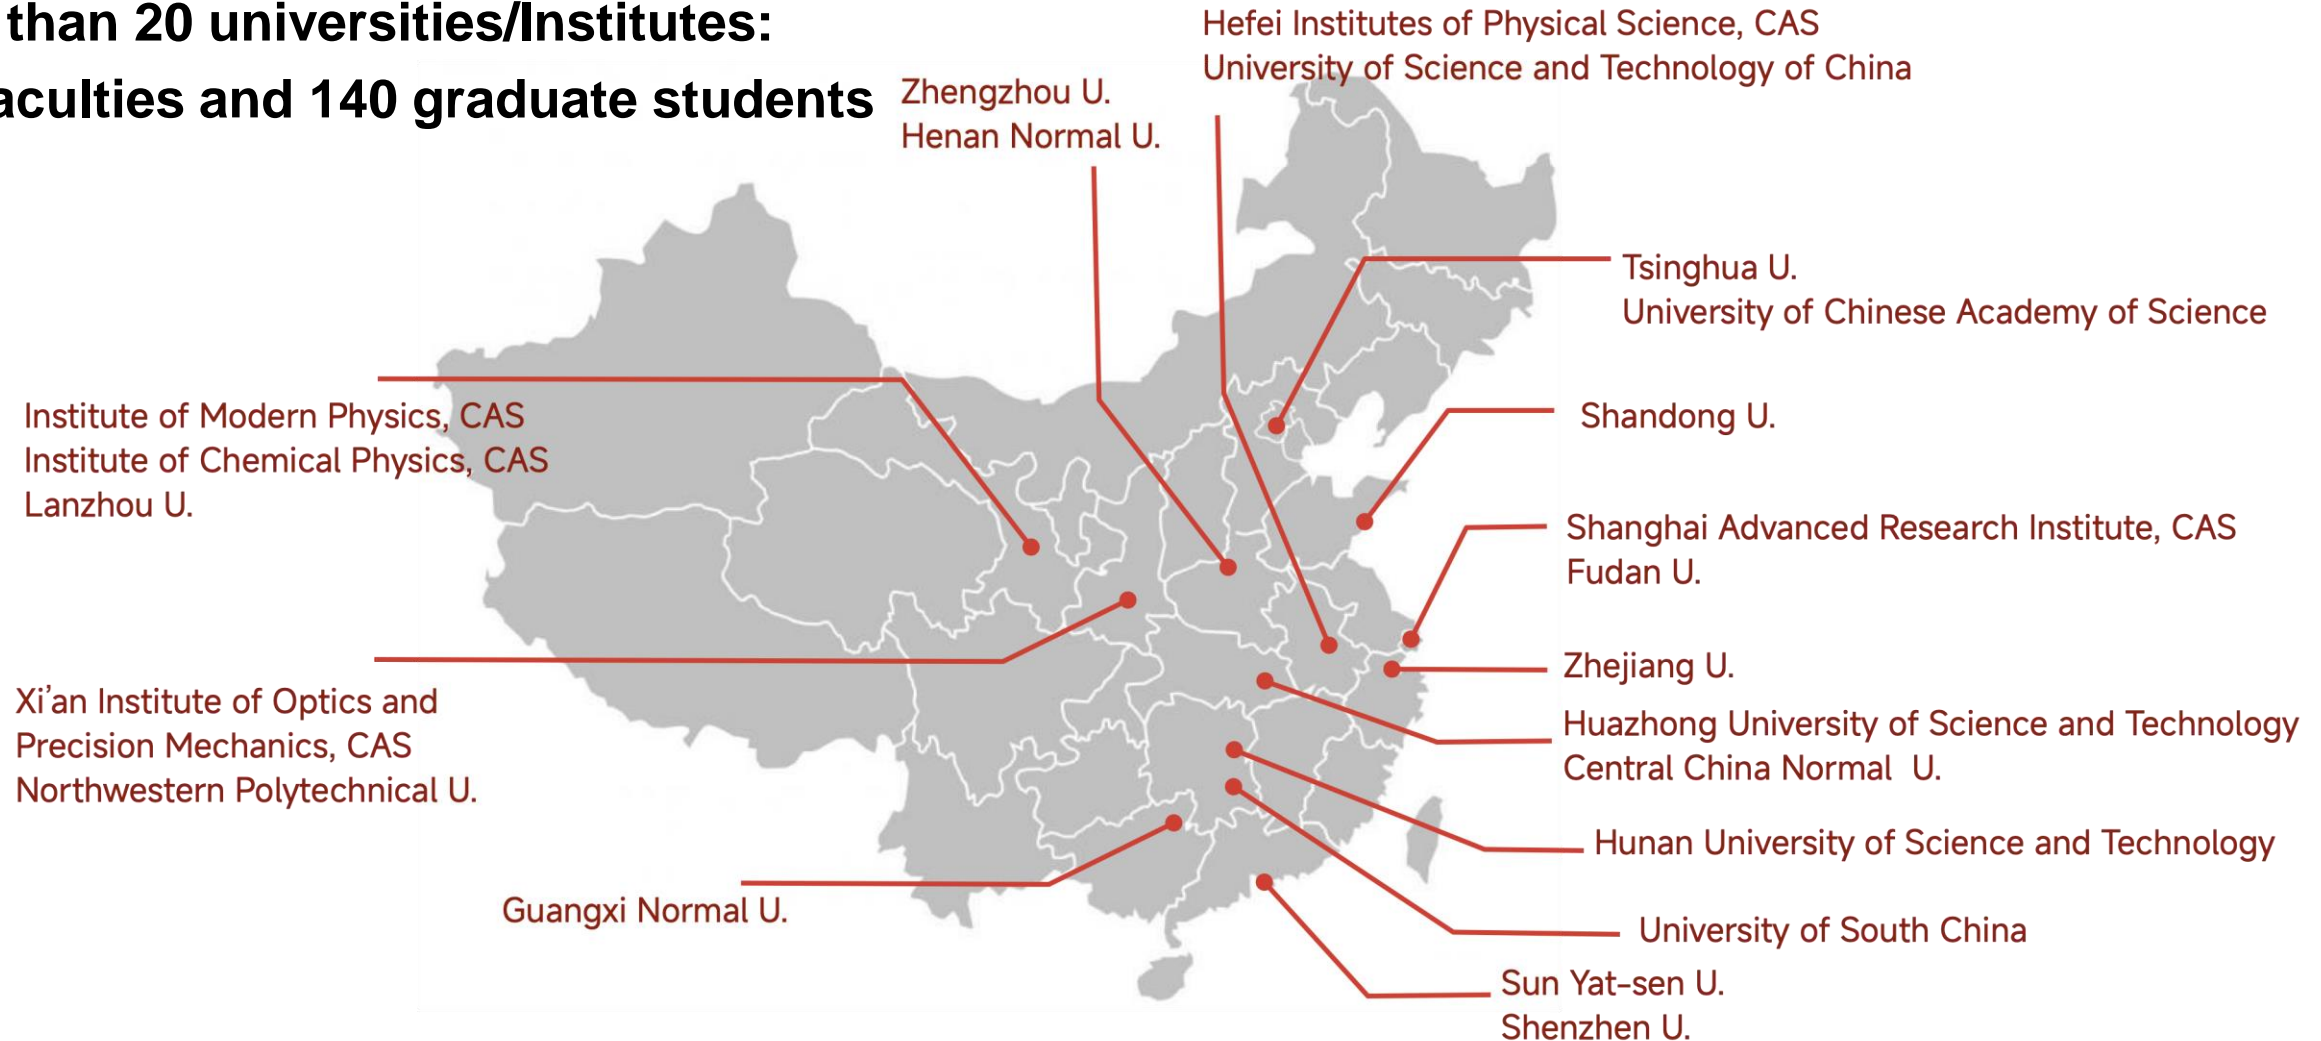 than 20 universities/Institutes:
aculties and 140 graduate students
Hefei Institutes of Physical Science, CAS
University of Science and Technology of China
Zhengzhou U.
Henan Normal U.
Tsinghua U.
University of Chinese Academy of Science
Institute of Modern Physics, CAS
Institute of Chemical Physics, CAS
Lanzhou U.
Shandong U.
Shanghai Advanced Research Institute, CAS
Fudan U.
Zhejiang U.
Xi’an Institute of Optics and
Precision Mechanics, CAS
Northwestern Polytechnical U.
Huazhong University of Science and Technology
Central China Normal  U.
Hunan University of Science and Technology
Guangxi Normal U.
University of South China
Sun Yat-sen U.
Shenzhen U.